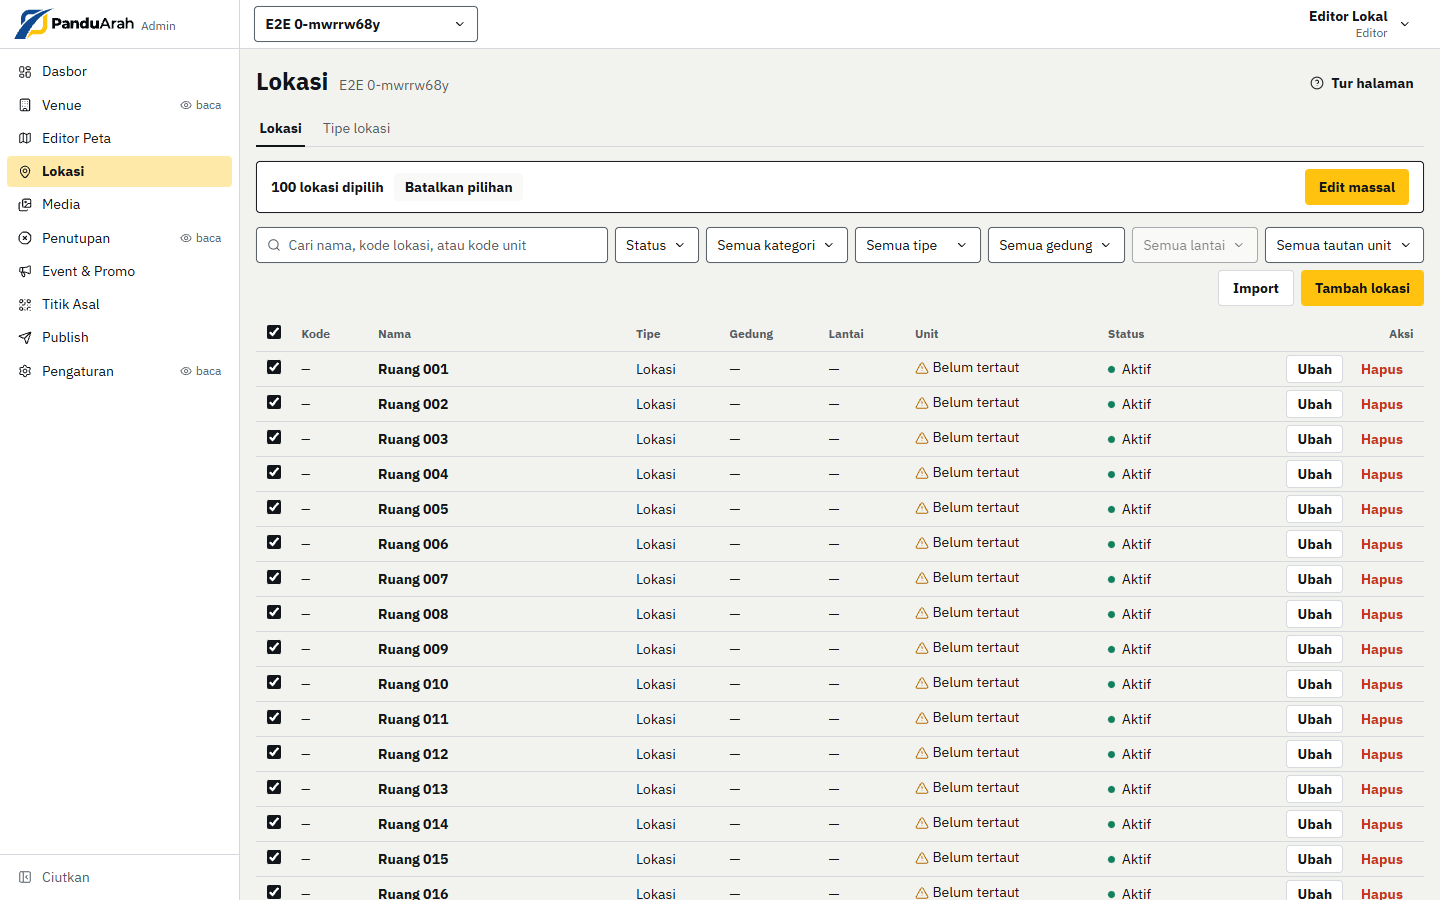 PanduArah Admin
E2E 0-mwrrw68y
Editor Lokal
Editor
Dasbor
Venue baca
Editor Peta
Lokasi
Media
Penutupan baca
Event & Promo
Titik Asal
Publish
Pengaturan baca
Ciutkan
Lokasi E2E 0-mwrrw68y
Tur halaman
Lokasi Tipe lokasi
100 lokasi dipilih Batalkan pilihan Edit massal
Cari nama, kode lokasi, atau kode unit Status Semua kategori Semua tipe Semua gedung Semua lantai Semua tautan unit
Import Tambah lokasi
Kode Nama Tipe Gedung Lantai Unit Status Aksi
— Ruang 001 Lokasi — — Belum tertaut Aktif Ubah Hapus
— Ruang 002 Lokasi — — Belum tertaut Aktif Ubah Hapus
— Ruang 003 Lokasi — — Belum tertaut Aktif Ubah Hapus
— Ruang 004 Lokasi — — Belum tertaut Aktif Ubah Hapus
— Ruang 005 Lokasi — — Belum tertaut Aktif Ubah Hapus
— Ruang 006 Lokasi — — Belum tertaut Aktif Ubah Hapus
— Ruang 007 Lokasi — — Belum tertaut Aktif Ubah Hapus
— Ruang 008 Lokasi — — Belum tertaut Aktif Ubah Hapus
— Ruang 009 Lokasi — — Belum tertaut Aktif Ubah Hapus
— Ruang 010 Lokasi — — Belum tertaut Aktif Ubah Hapus
— Ruang 011 Lokasi — — Belum tertaut Aktif Ubah Hapus
— Ruang 012 Lokasi — — Belum tertaut Aktif Ubah Hapus
— Ruang 013 Lokasi — — Belum tertaut Aktif Ubah Hapus
— Ruang 014 Lokasi — — Belum tertaut Aktif Ubah Hapus
— Ruang 015 Lokasi — — Belum tertaut Aktif Ubah Hapus
— Ruang 016 Lokasi — — Belum tertaut Aktif Ubah Hapus